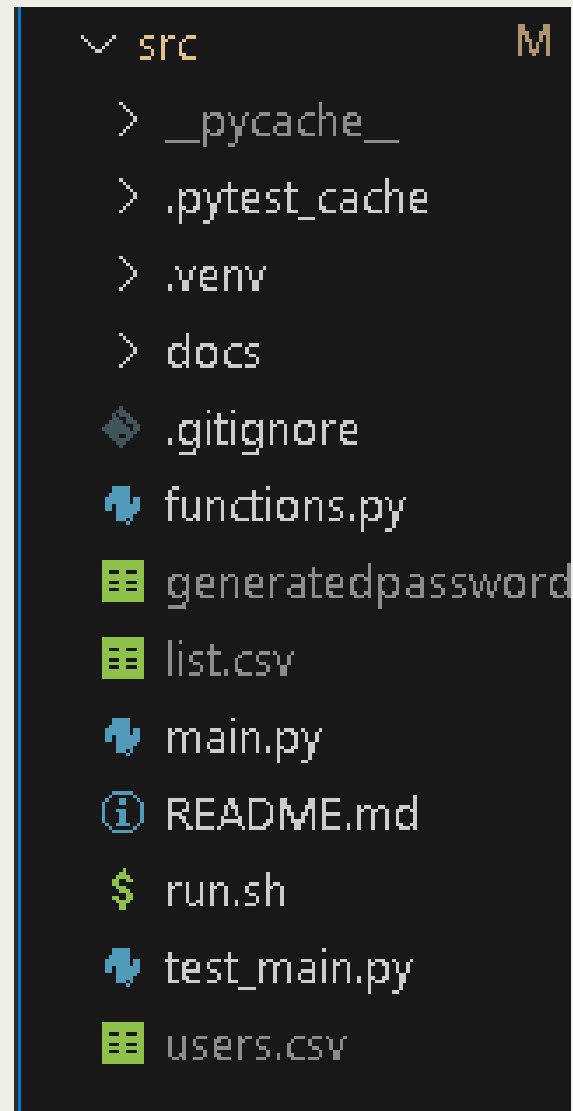 src M
__pycache__
.pytest_cache
.venv
docs
.gitignore
functions.py
generatedpassword
list.csv
main.py
README.md
$ run.sh
test_main.py
users.csv